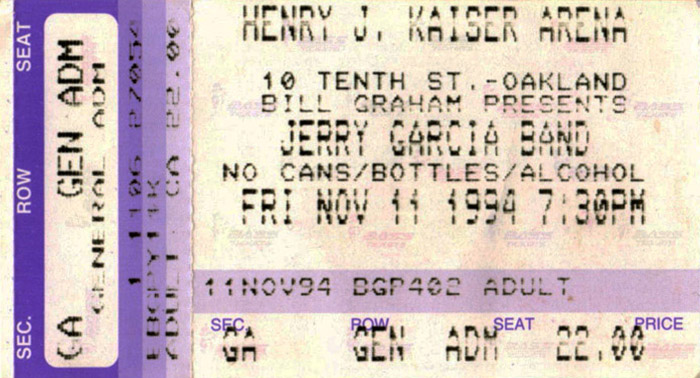 HENRY J. KAISER ARENA
10 TENTH ST.-OAKLAND
BILL GRAHAM PRESENTS
JERRY GARCIA BAND
NO CANS/BOTTLES/ALCOHOL
FRI NOV 11 1994 7:30PM
11NOV94 BGP402 ADULT
SEC. ROW SEAT PRICE
GA GEN ADM 22.00
SEC. ROW SEAT
GA GEN ADM
GENERAL ADM
ADULT CA 22.00